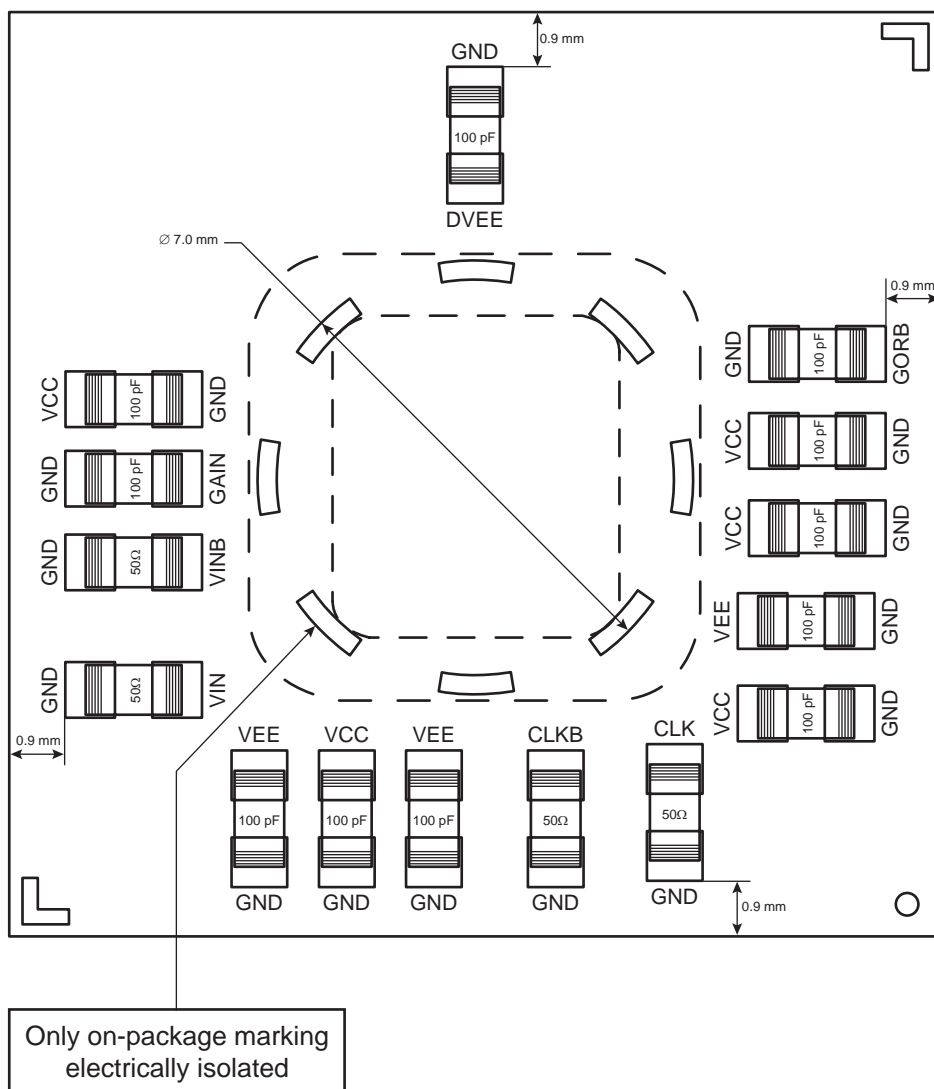 0.9 mm
GND
100 pF
DVEE
∅ 7.0 mm
0.9 mm
GND
100 pF
GORB
VCC
100 pF
GND
VCC
100 pF
GND
GND
100 pF
GAIN
VCC
100 pF
GND
GND
50Ω
VINB
VEE
100 pF
GND
GND
50Ω
VIN
VCC
100 pF
GND
0.9 mm
VEE
VCC
VEE
CLKB
CLK
100 pF
100 pF
100 pF
50Ω
50Ω
GND
GND
GND
GND
GND
0.9 mm
Only on-package marking
electrically isolated